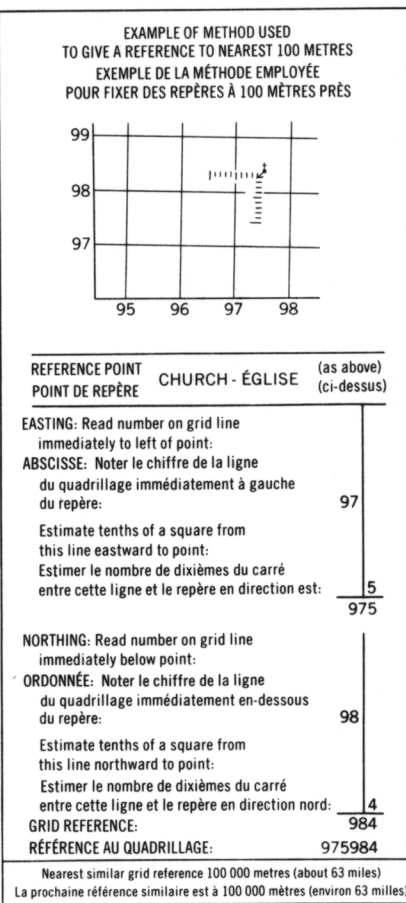 EXAMPLE OF METHOD USED
TO GIVE A REFERENCE TO NEAREST 100 METRES
EXEMPLE DE LA MÉTHODE EMPLOYÉE
POUR FIXER DES REPÈRES À 100 MÈTRES PRÈS
99
98
97
95 96 97 98
REFERENCE POINT
POINT DE REPÈRE
CHURCH - ÉGLISE
(as above)
(ci-dessus)
EASTING: Read number on grid line
immediately to left of point:
ABSCISSE: Noter le chiffre de la ligne
du quadrillage immédiatement à gauche
du repère: 97
Estimate tenths of a square from
this line eastward to point:
Estimer le nombre de dixièmes du carré
entre cette ligne et le repère en direction est: 5
975
NORTHING: Read number on grid line
immediately below point:
ORDONNÉE: Noter le chiffre de la ligne
du quadrillage immédiatement en-dessous
du repère: 98
Estimate tenths of a square from
this line northward to point:
Estimer le nombre de dixièmes du carré
entre cette ligne et le repère en direction nord: 4
GRID REFERENCE: 984
RÉFÉRENCE AU QUADRILLAGE: 975984
Nearest similar grid reference 100 000 metres (about 63 miles)
La prochaine référence similaire est à 100 000 mètres (environ 63 milles)